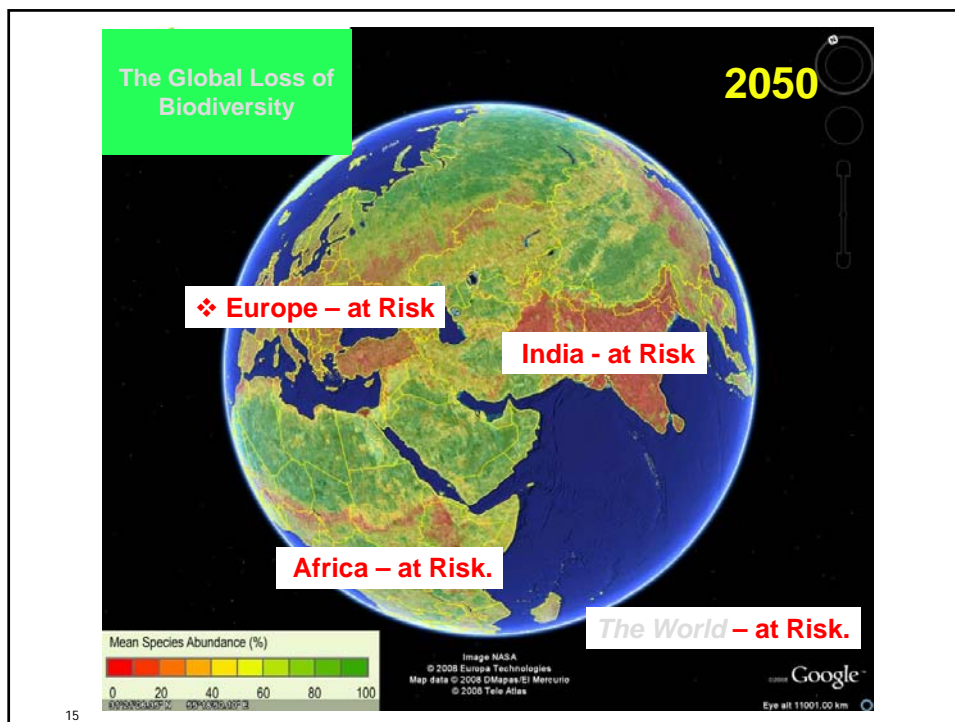 The Global Loss of
Biodiversity
2050
❖ Europe – at Risk
India - at Risk
Africa – at Risk.
The World – at Risk.
Mean Species Abundance (%)
0 20 40 60 80 100
Image NASA
© 2008 Europa Technologies
Map data © 2008 DMapas/El Mercurio
© 2008 Tele Atlas
©2008 Google™
Eye alt 11001.00 km
15